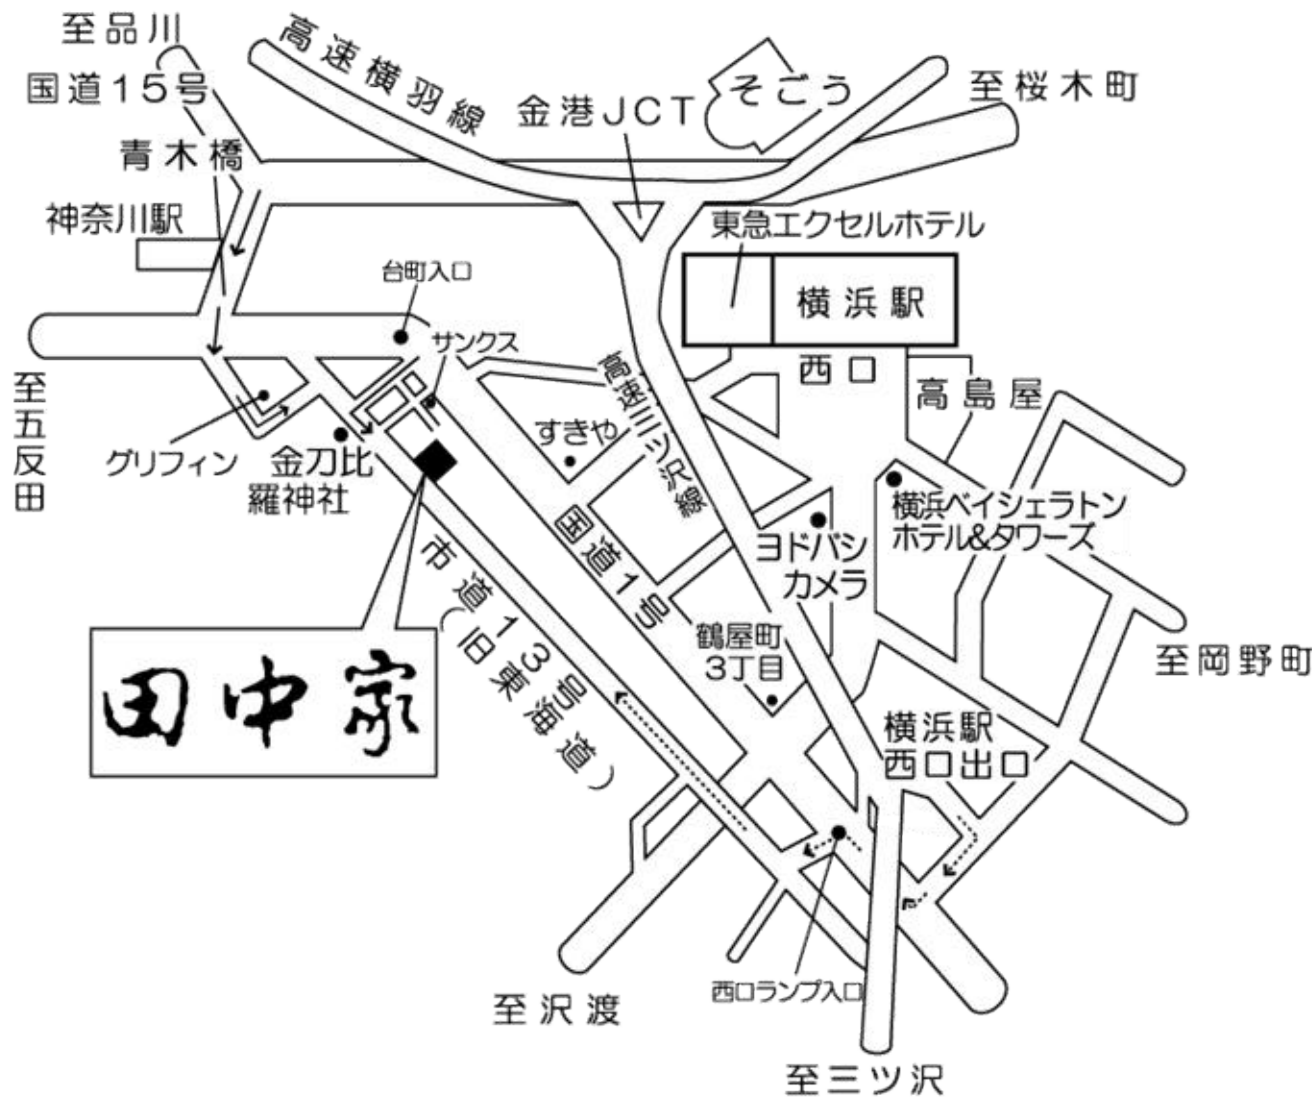 至品川
国道15号
青木橋
神奈川駅
高速横羽線
金港JCT
そごう
至桜木町
東急エクセルホテル
横浜駅
西口
高島屋
台町入口
サンクス
至五反田
グリフィン
金刀比
羅神社
すきや
高速三ツ沢線
国道1号
横浜ベイシェラトン
ホテル&タワーズ
ヨドバシ
カメラ
鶴屋町
3丁目
市道13号
(旧東海道)
田中家
至岡野町
横浜駅
西口出口
西口ランプ入口
至沢渡
至三ツ沢